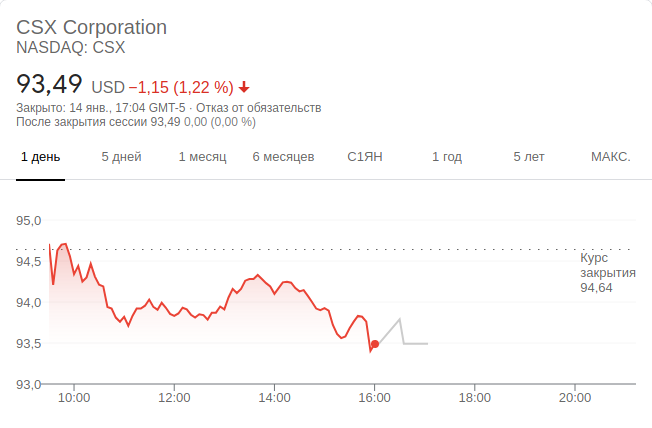 CSX Corporation
NASDAQ: CSX
93,49 USD −1,15 (1,22 %)
Закрыто: 14 янв., 17:04 GMT-5 · Отказ от обязательств
После закрытия сессии 93,49 0,00 (0,00 %)
1 день 5 дней 1 месяц 6 месяцев С1ЯН 1 год 5 лет МАКС.
95,0
94,5
94,0
93,5
93,0
Курс
закрытия
94,64
10:00 12:00 14:00 16:00 18:00 20:00